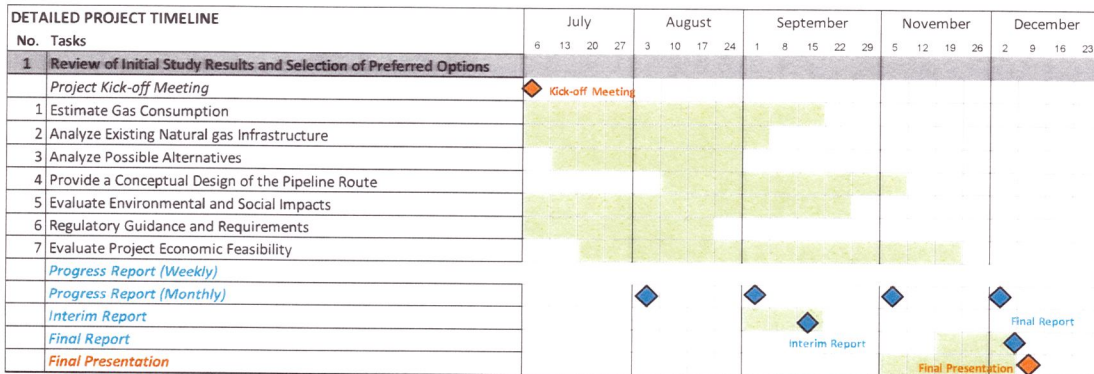 DETAILED PROJECT TIMELINE
July August September November December
No. Tasks 6 13 20 27 3 10 17 24 1 8 15 22 29 5 12 19 26 2 9 16 23
1 Review of Initial Study Results and Selection of Preferred Options
Project Kick-off Meeting Kick-off Meeting
1 Estimate Gas Consumption
2 Analyze Existing Natural gas Infrastructure
3 Analyze Possible Alternatives
4 Provide a Conceptual Design of the Pipeline Route
5 Evaluate Environmental and Social Impacts
6 Regulatory Guidance and Requirements
7 Evaluate Project Economic Feasibility
Progress Report (Weekly)
Progress Report (Monthly)
Interim Report Final Report
Final Report Interim Report
Final Presentation Final Presentation